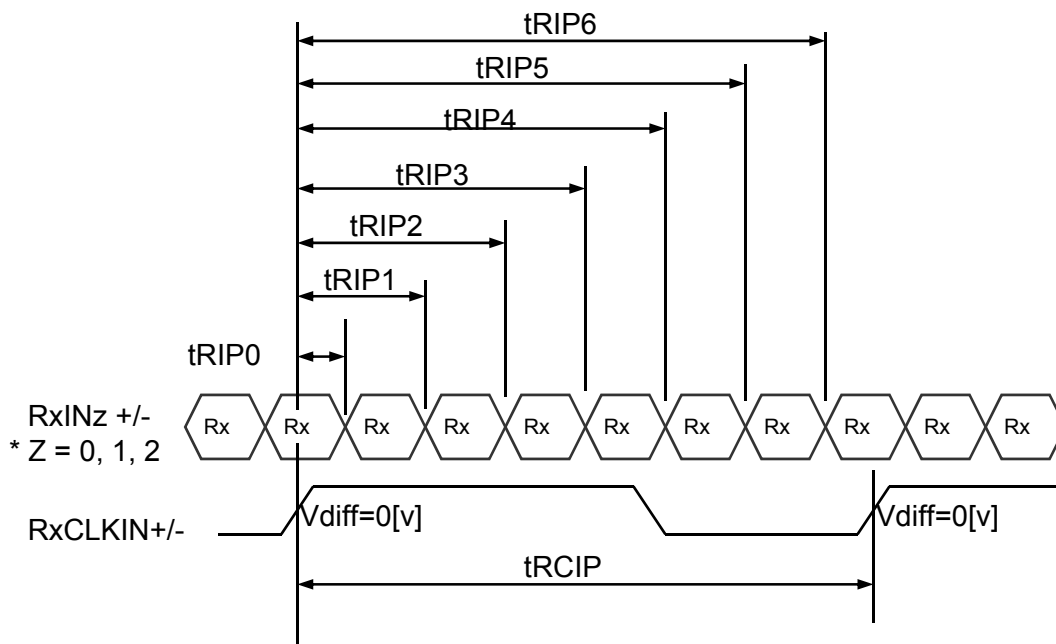 tRIP6
tRIP5
tRIP4
tRIP3
tRIP2
tRIP1
tRIP0
RxINz +/-
* Z = 0, 1, 2
Rx Rx Rx Rx Rx Rx Rx Rx Rx Rx Rx
RxCLKIN+/-
Vdiff=0[v] Vdiff=0[v]
tRCIP